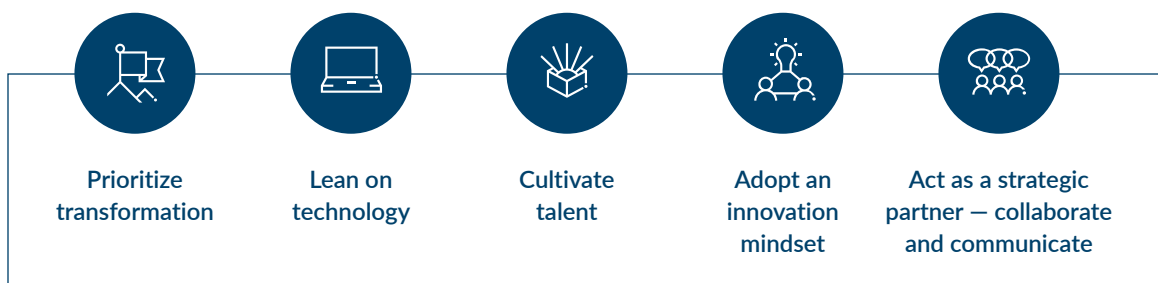 Prioritize
transformation
Lean on
technology
Cultivate
talent
Adopt an
innovation
mindset
Act as a strategic
partner — collaborate
and communicate